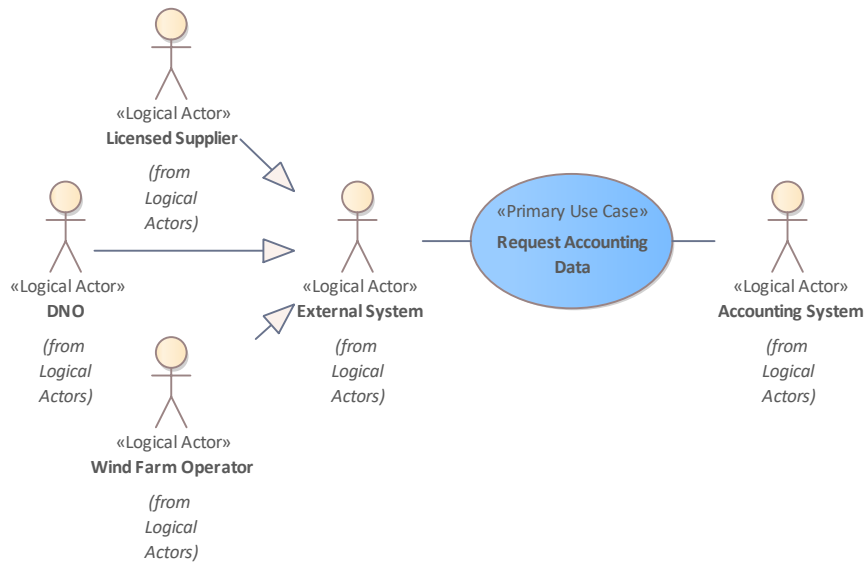 «Logical Actor»
Licensed Supplier
(from
Logical
Actors)
«Logical Actor»
DNO
(from
Logical
Actors)
«Logical Actor»
Wind Farm Operator
(from
Logical
Actors)
«Logical Actor»
External System
(from
Logical
Actors)
«Primary Use Case»
Request Accounting
Data
«Logical Actor»
Accounting System
(from
Logical
Actors)